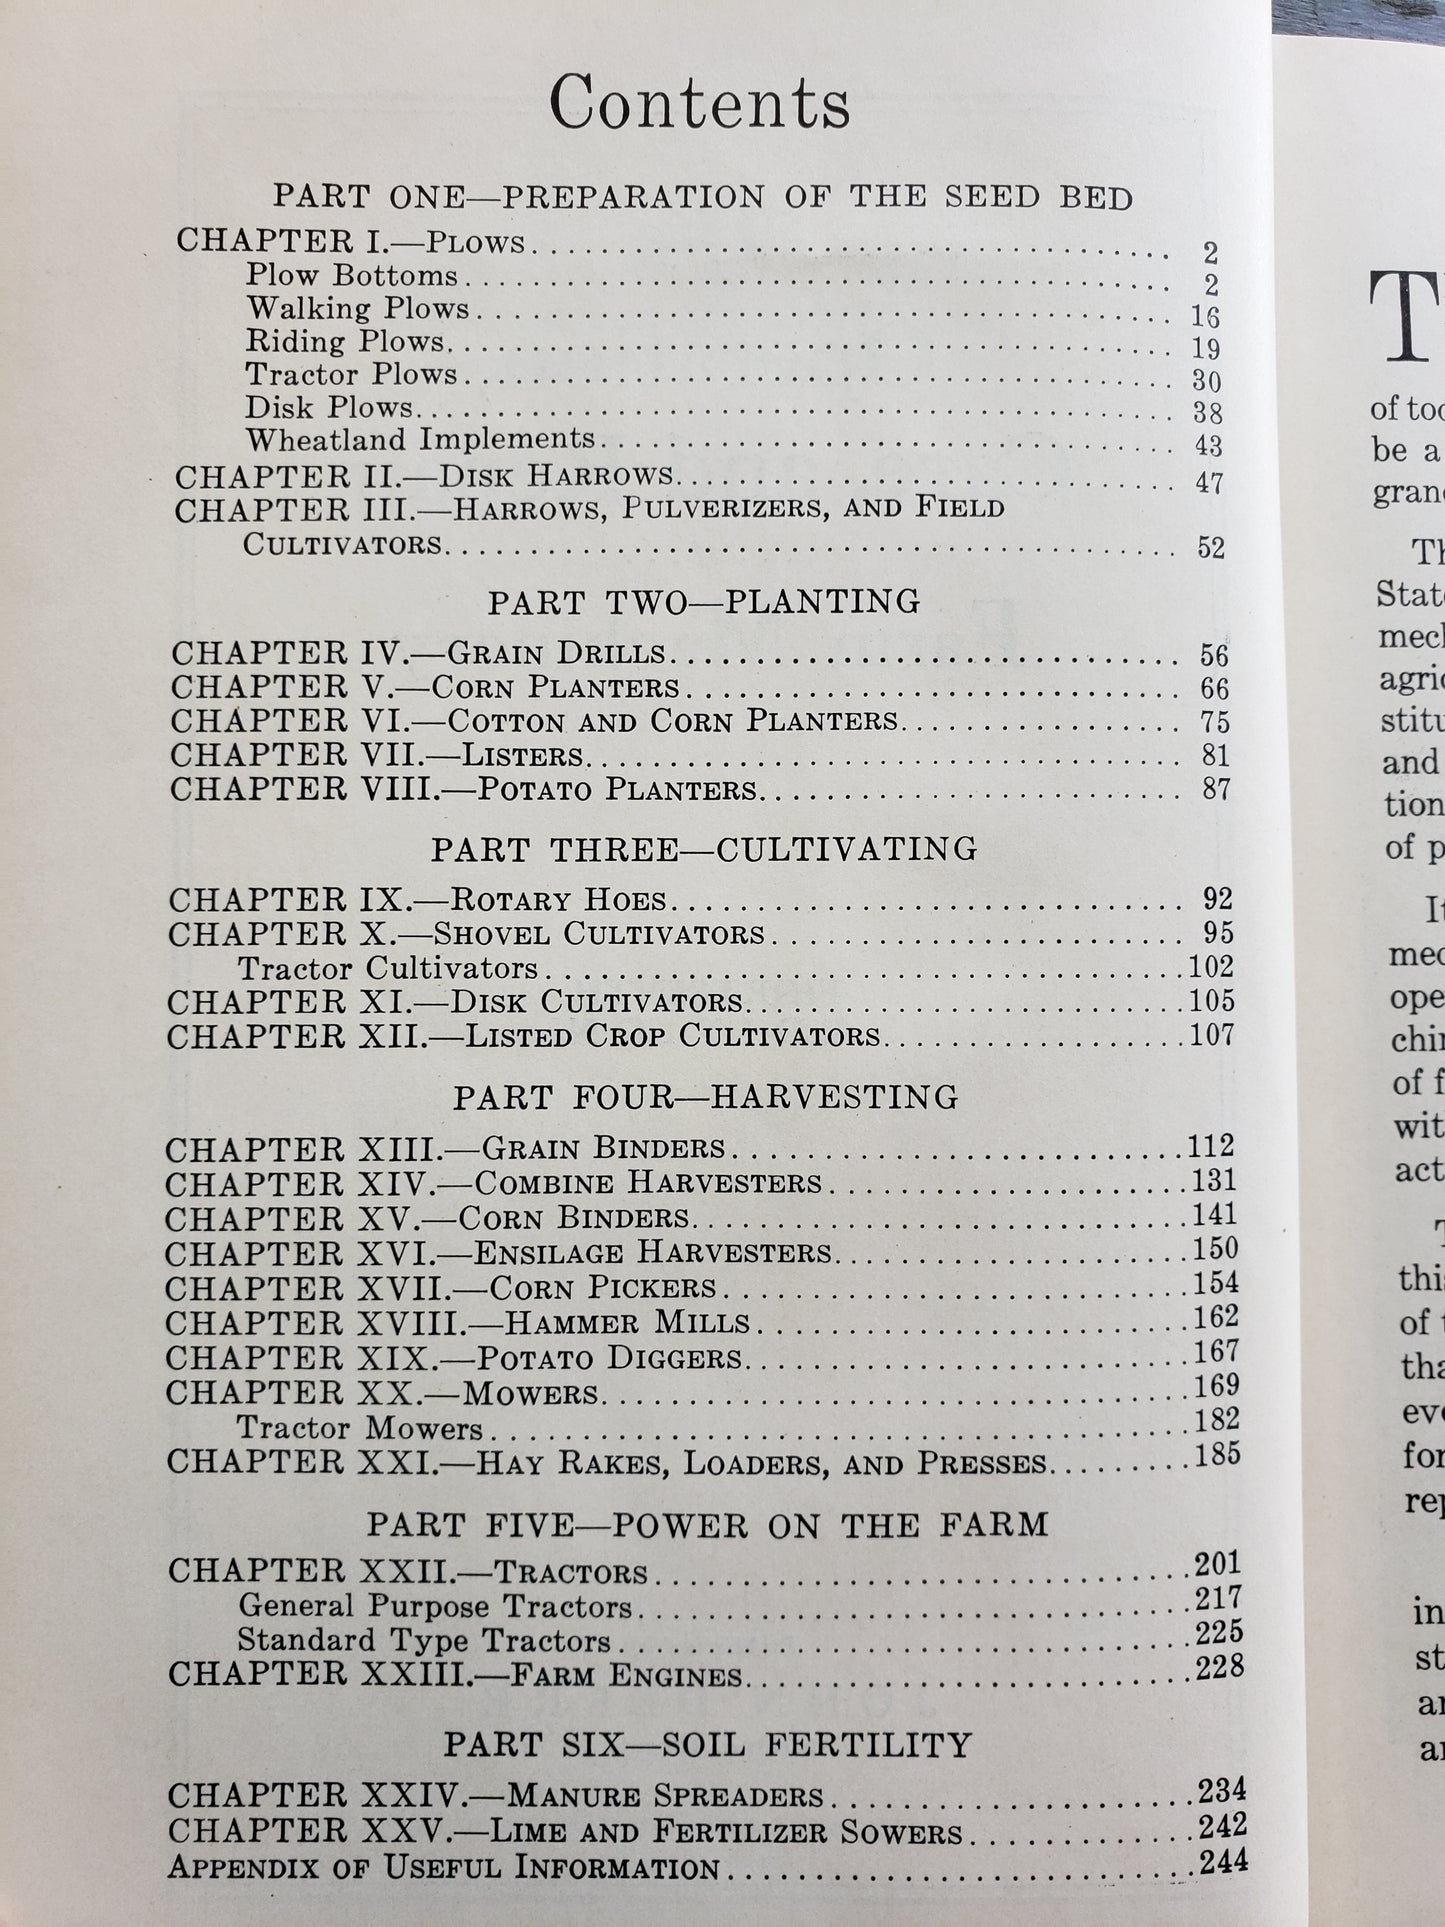 Contents
PART ONE—PREPARATION OF THE SEED BED
CHAPTER I.—PLOWS........................................ 2
Plow Bottoms........................................ 2
Walking Plows........................................ 16
Riding Plows........................................ 19
Tractor Plows........................................ 30
Disk Plows........................................ 38
Wheatland Implements................................ 43
CHAPTER II.—DISK HARROWS............................ 47
CHAPTER III.—HARROWS, PULVERIZERS, AND FIELD
CULTIVATORS........................................ 52
PART TWO—PLANTING
CHAPTER IV.—GRAIN DRILLS............................ 56
CHAPTER V.—CORN PLANTERS............................ 66
CHAPTER VI.—COTTON AND CORN PLANTERS................ 75
CHAPTER VII.—LISTERS................................ 81
CHAPTER VIII.—POTATO PLANTERS....................... 87
PART THREE—CULTIVATING
CHAPTER IX.—ROTARY HOES............................. 92
CHAPTER X.—SHOVEL CULTIVATORS....................... 95
Tractor Cultivators.................................102
CHAPTER XI.—DISK CULTIVATORS........................105
CHAPTER XII.—LISTED CROP CULTIVATORS................107
PART FOUR—HARVESTING
CHAPTER XIII.—GRAIN BINDERS.........................112
CHAPTER XIV.—COMBINE HARVESTERS.....................131
CHAPTER XV.—CORN BINDERS............................141
CHAPTER XVI.—ENSILAGE HARVESTERS....................150
CHAPTER XVII.—CORN PICKERS..........................154
CHAPTER XVIII.—HAMMER MILLS.........................162
CHAPTER XIX.—POTATO DIGGERS.........................167
CHAPTER XX.—MOWERS..................................169
Tractor Mowers......................................182
CHAPTER XXI.—HAY RAKES, LOADERS, AND PRESSES.........185
PART FIVE—POWER ON THE FARM
CHAPTER XXII.—TRACTORS..............................201
General Purpose Tractors............................217
Standard Type Tractors..............................225
CHAPTER XXIII.—FARM ENGINES.........................228
PART SIX—SOIL FERTILITY
CHAPTER XXIV.—MANURE SPREADERS......................234
CHAPTER XXV.—LIME AND FERTILIZER SOWERS.............242
APPENDIX OF USEFUL INFORMATION......................244
T
of
be a
of
and
of
of
in